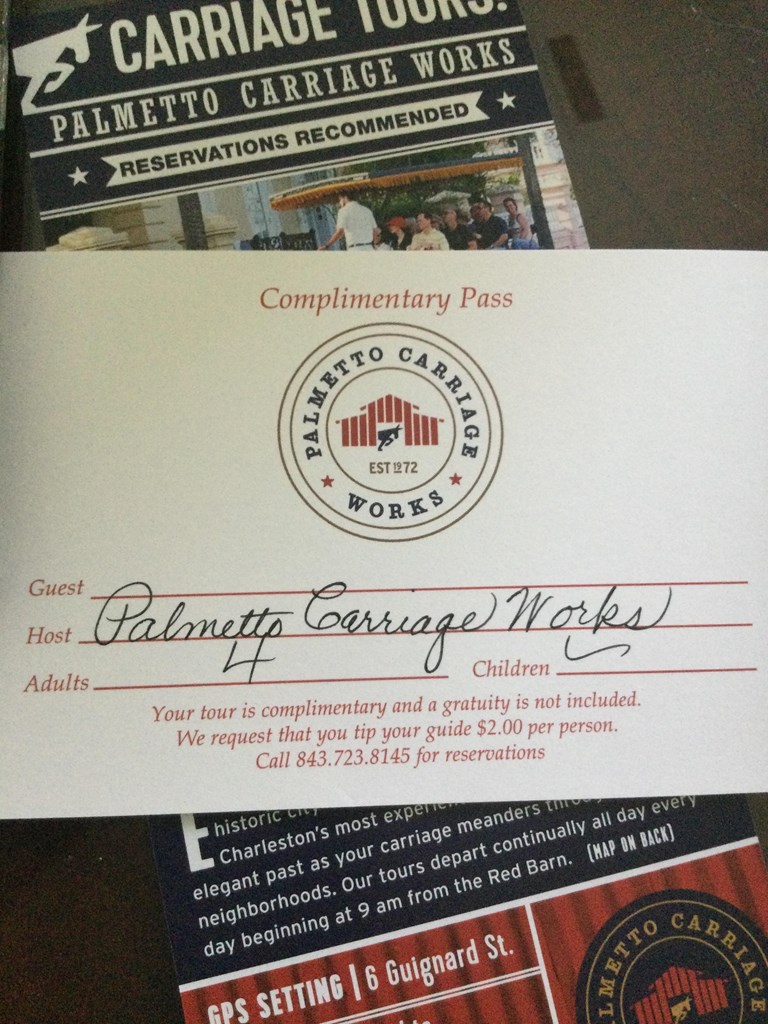 CARRIAGE TOURS.
PALMETTO CARRIAGE WORKS
RESERVATIONS RECOMMENDED
Complimentary Pass
PALMETTO CARRIAGE
EST 1972
WORKS
Guest
Host Palmetto Carriage Works
Adults 4 Children
Your tour is complimentary and a gratuity is not included.
We request that you tip your guide $2.00 per person.
Call 843.723.8145 for reservations
historic city
Charleston's most
elegant past as your carriage meanders
neighborhoods. Our tours depart continually all day every
day beginning at 9 am from the Red Barn. (MAP ON BACK)
GPS SETTING | 6 Guignard St.
LMETTO CARRIAGE